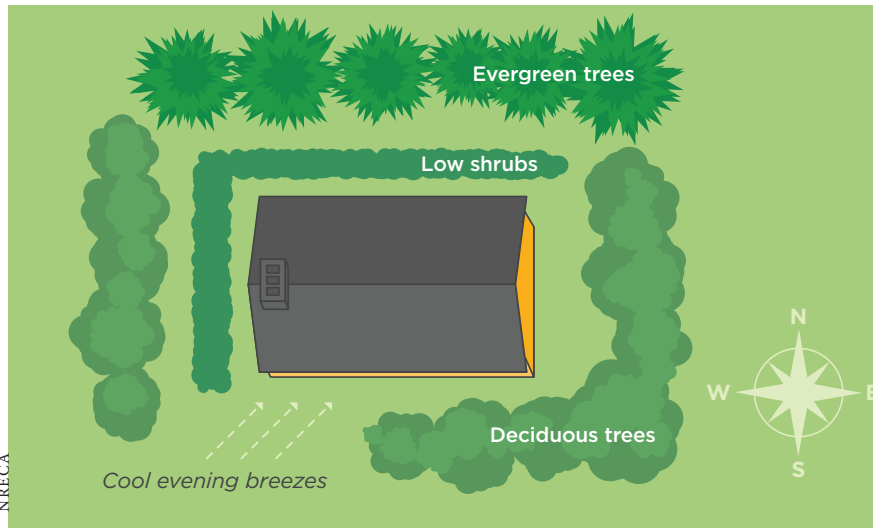 Evergreen trees
Low shrubs
N
W
E
S
Deciduous trees
Cool evening breezes
NRECA